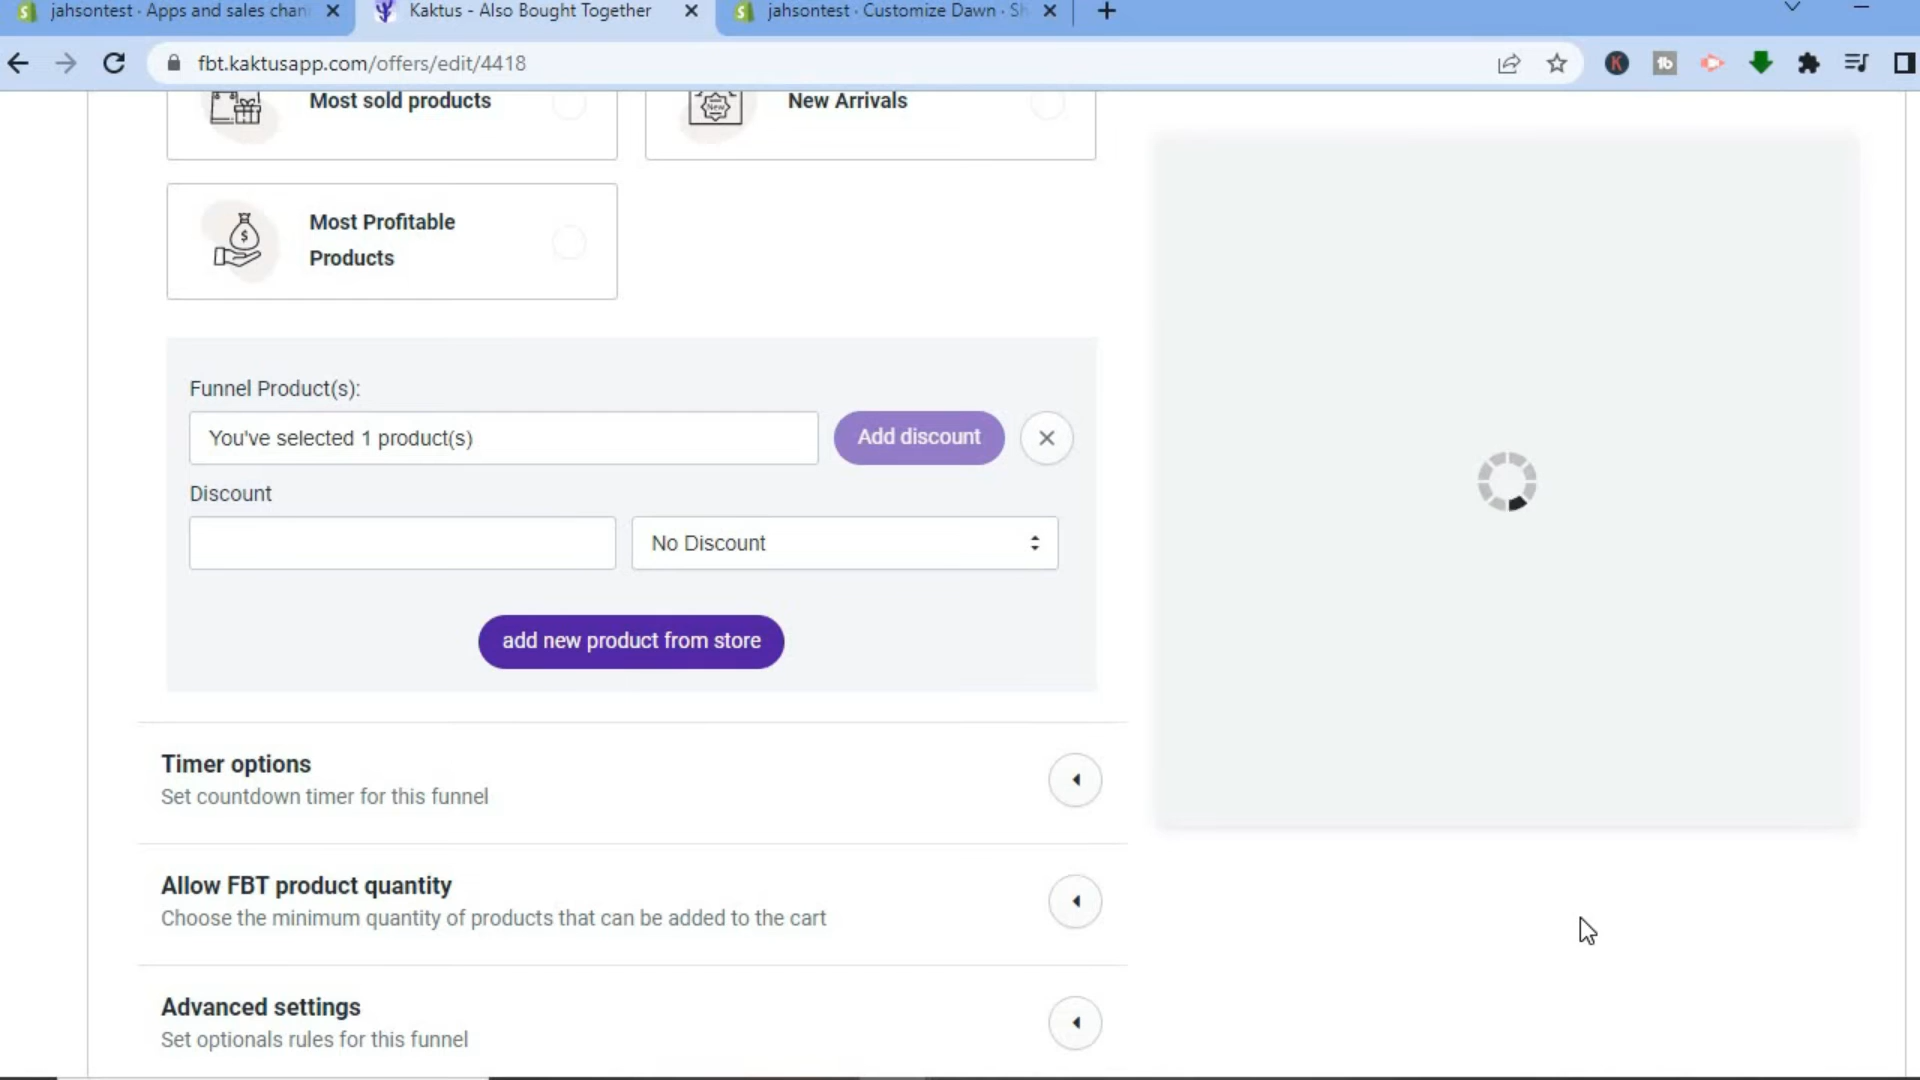 jahsontest · Apps and sales chan
Kaktus - Also Bought Together
jahsontest · Customize Dawn · Sh
fbt.kaktusapp.com/offers/edit/4418
K
tb
Most sold products
New
New Arrivals
$
Most Profitable
Products
Funnel Product(s):
You've selected 1 product(s)
Add discount
Discount
No Discount
add new product from store
Timer options
Set countdown timer for this funnel
Allow FBT product quantity
Choose the minimum quantity of products that can be added to the cart
Advanced settings
Set optionals rules for this funnel